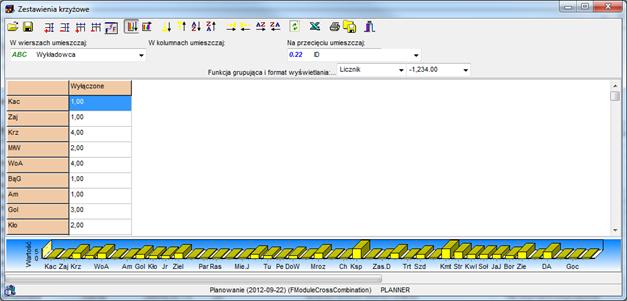 Zestawienia krzyżowe
W wierszach umieszczaj:
W kolumnach umieszczaj:
Na przecięciu umieszczaj:
ABC Wykładowca
0.22 ID
Funkcja grupująca i format wyświetlania:...
Licznik
-1,234.00
Wyłączone
Kac 1,00
Zaj 1,00
Krz 4,00
MłW 2,00
WoA 4,00
BąG 1,00
Am 1,00
Gol 3,00
Kło 2,00
Wartość
5
0
Kac Zaj Krz WoA Am Gol Kło Jr Ziel Par Ras Mie.J Tu Pe DoW Mroz Ch Ksp Zas.D Trt Szd Kmt Str Kwl Soł JaJ Bor Zie DA Goc
Planowanie (2012-09-22) (FModuleCrossCombination) PLANNER